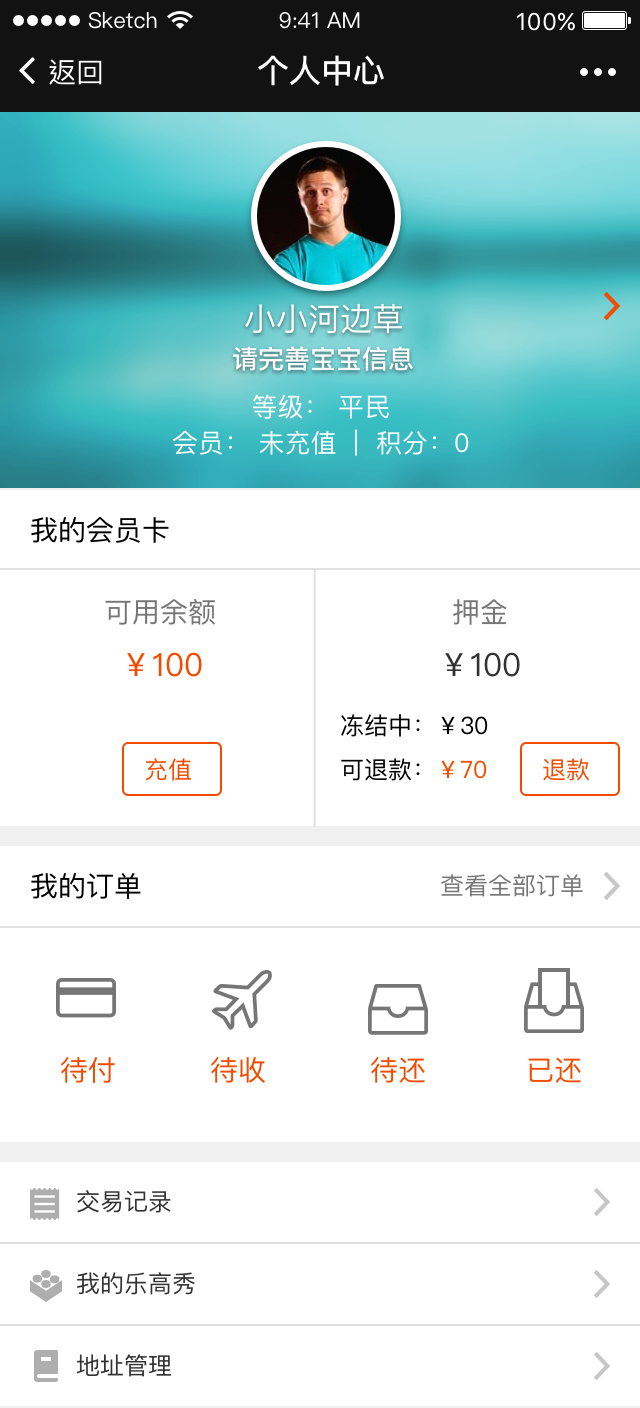 Sketch 9:41 AM 100%
返回 个人中心
小小河边草
请完善宝宝信息
等级： 平民
会员： 未充值 | 积分：0
我的会员卡
可用余额
¥ 100
充值
押金
¥ 100
冻结中： ¥ 30
可退款： ¥ 70
退款
我的订单 查看全部订单
待付 待收 待还 已还
交易记录
我的乐高秀
地址管理